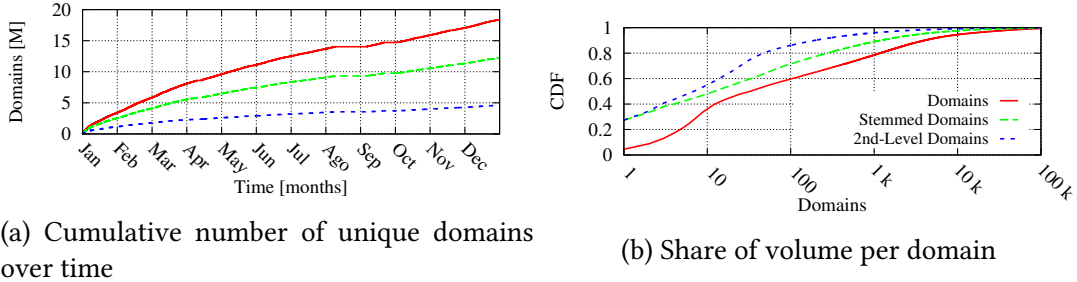 Domains [M]
20
15
10
5
0
Jan
Feb
Mar
Apr
May
Jun
Jul
Ago
Sep
Oct
Nov
Dec
Time [months]
(a) Cumulative number of unique domains
over time
CDF
1
0.8
0.6
0.4
0.2
0
Domains
Stemmed Domains
2nd-Level Domains
1
10
100
1 k
10 k
100 k
Domains
(b) Share of volume per domain